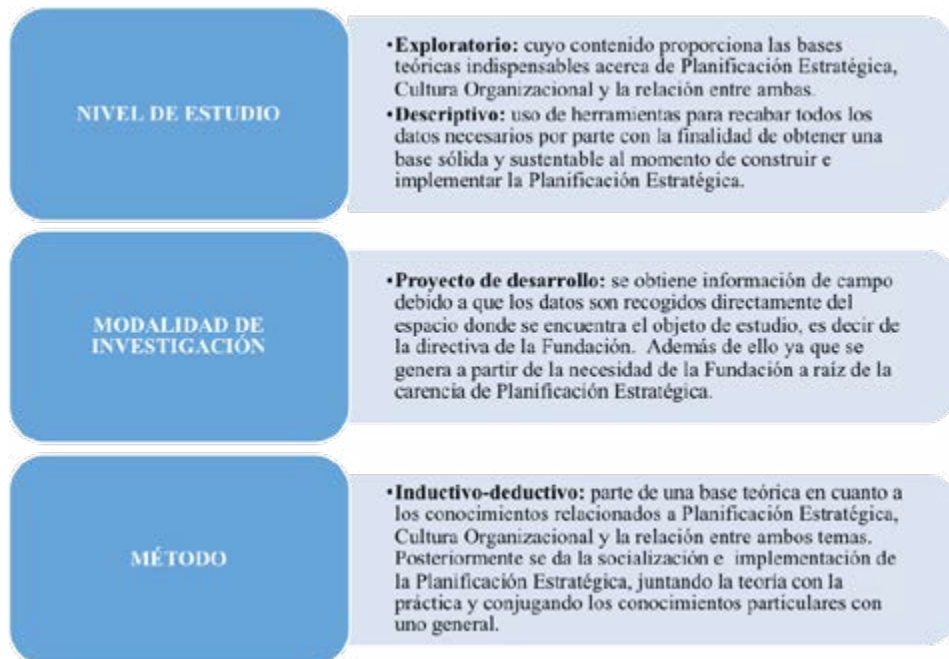 NIVEL DE ESTUDIO
•Exploratorio: cuyo contenido proporciona las bases
teóricas indispensables acerca de Planificación Estratégica,
Cultura Organizacional y la relación entre ambas.
•Descriptivo: uso de herramientas para recabar todos los
datos necesarios por parte con la finalidad de obtener una
base sólida y sustentable al momento de construir e
implementar la Planificación Estratégica.
MODALIDAD DE
INVESTIGACIÓN
•Proyecto de desarrollo: se obtiene información de campo
debido a que los datos son recogidos directamente del
espacio donde se encuentra el objeto de estudio, es decir de
la directiva de la Fundación. Además de ello ya que se
genera a partir de la necesidad de la Fundación a raíz de la
carencia de Planificación Estratégica.
MÉTODO
•Inductivo-deductivo: parte de una base teórica en cuanto a
los conocimientos relacionados a Planificación Estratégica,
Cultura Organizacional y la relación entre ambos temas.
Posteriormente se da la socialización e implementación de
la Planificación Estratégica, juntando la teoría con la
práctica y conjugando los conocimientos particulares con
uno general.